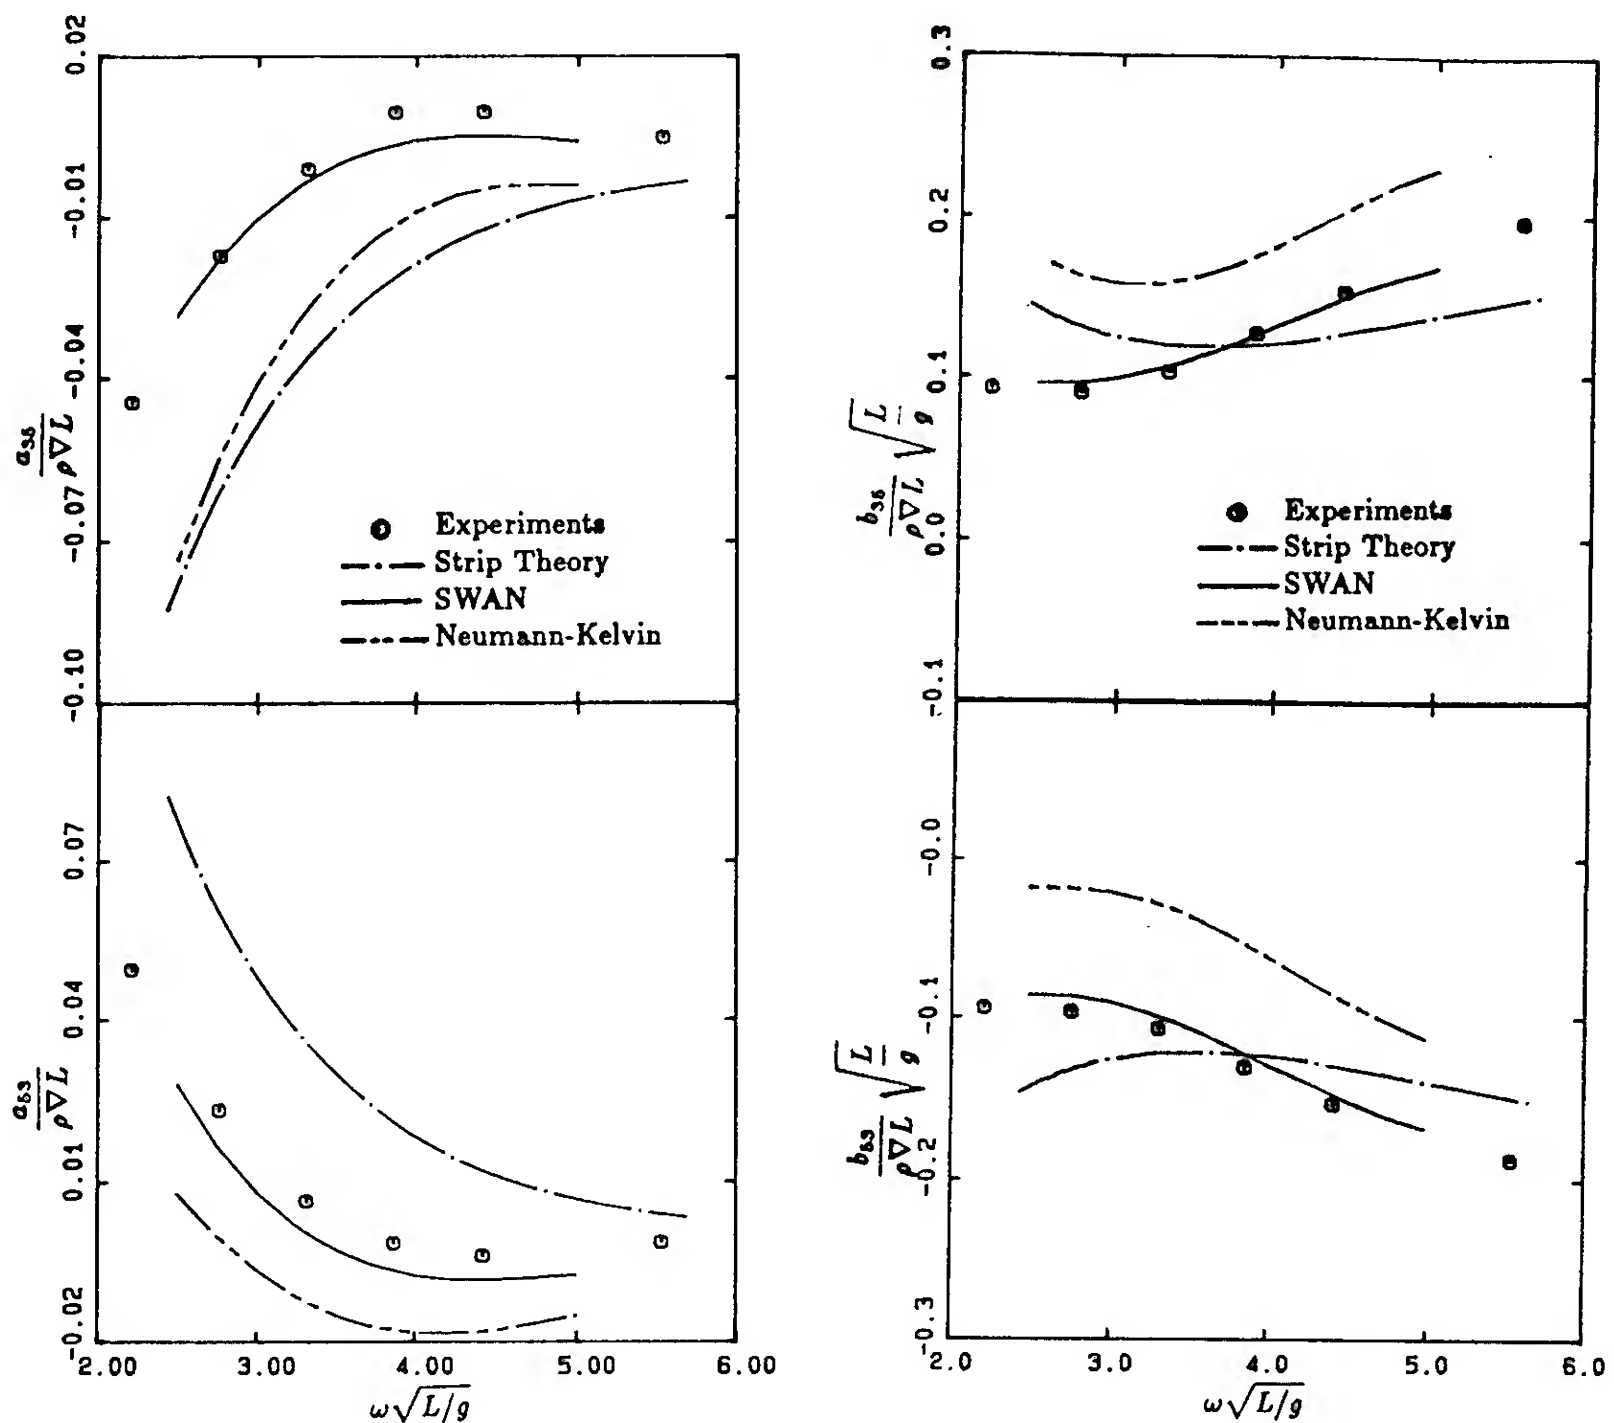 0.02
-0.01
-0.04
-0.07
-0.10
a₃₅
ρ∇L
Experiments
Strip Theory
SWAN
Neumann-Kelvin
0.07
0.04
0.01
-0.02
a₅₃
ρ∇L
2.00 3.00 4.00 5.00 6.00
ω√L/g
0.3
0.2
0.1
0.0
-0.1
b₃₅
ρ∇L
√L/g
Experiments
Strip Theory
SWAN
Neumann-Kelvin
-0.0
-0.1
-0.2
-0.3
b₅₃
ρ∇L
√L/g
2.0 3.0 4.0 5.0 6.0
ω√L/g